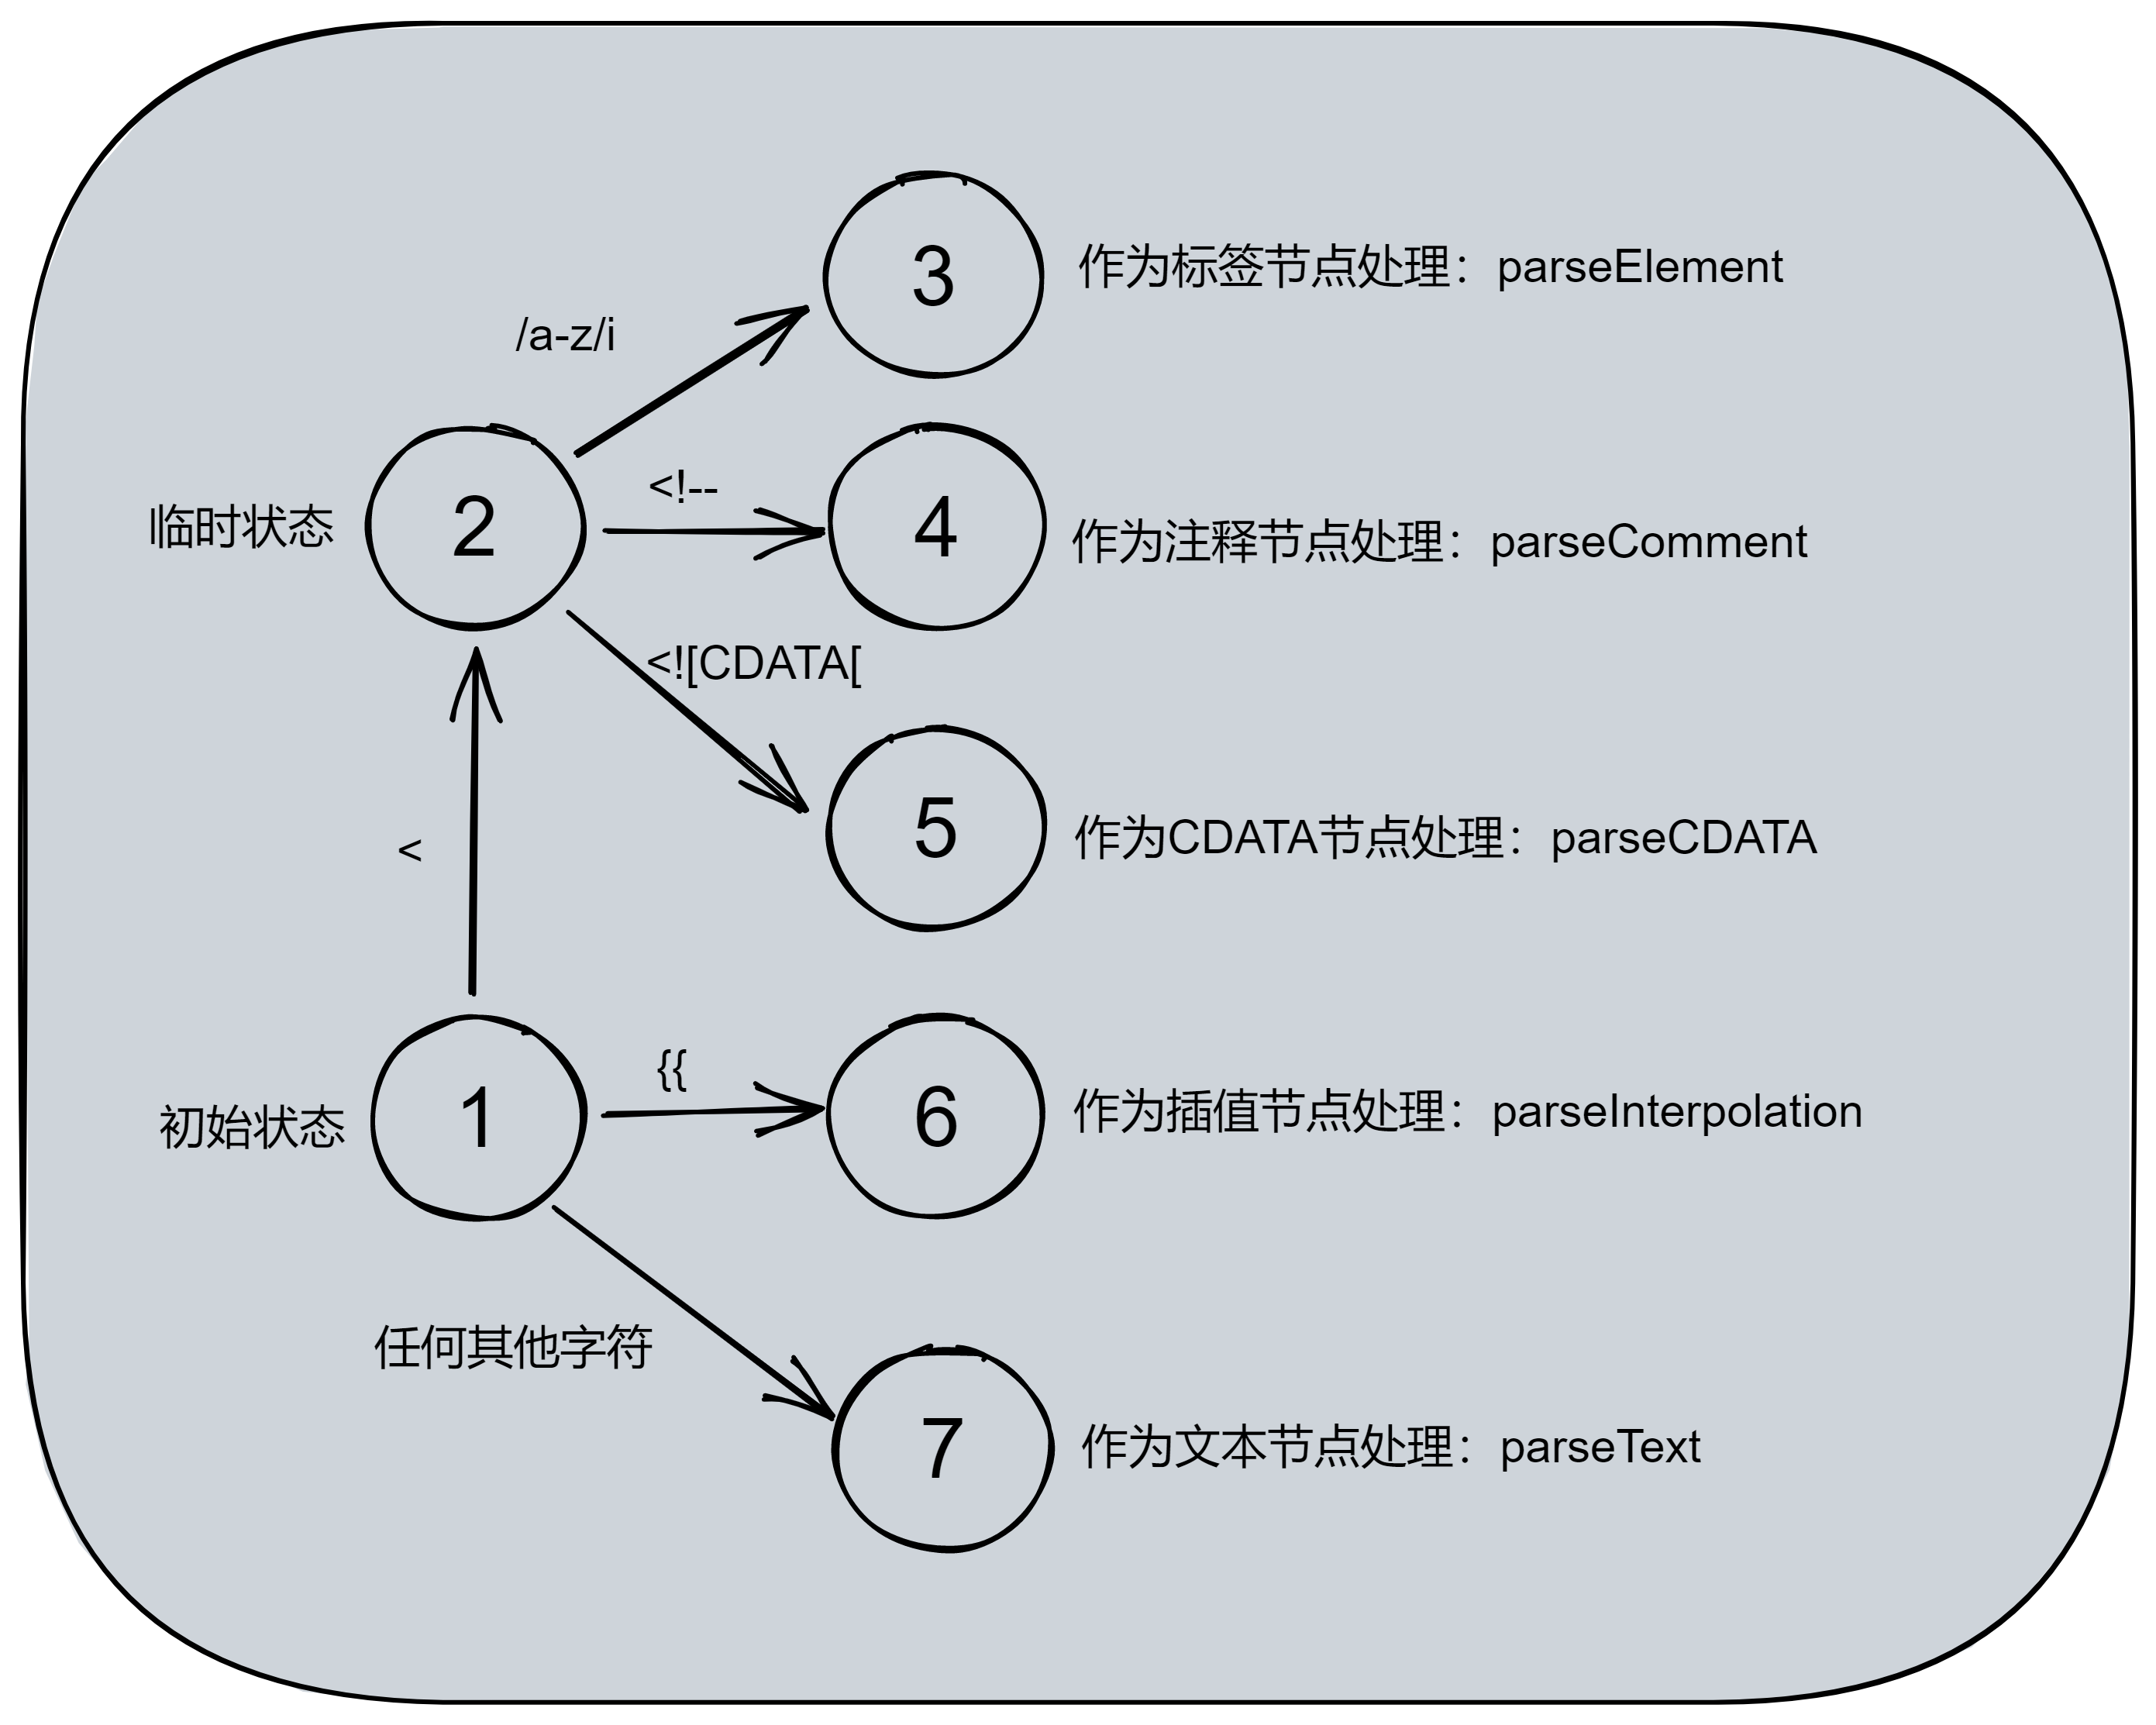 3
作为标签节点处理：parseElement
/a-z/i
临时状态
2
<!--
4
作为注释节点处理：parseComment
<![CDATA[
5
作为CDATA节点处理：parseCDATA
<
初始状态
1
{{
6
作为插值节点处理：parseInterpolation
任何其他字符
7
作为文本节点处理：parseText